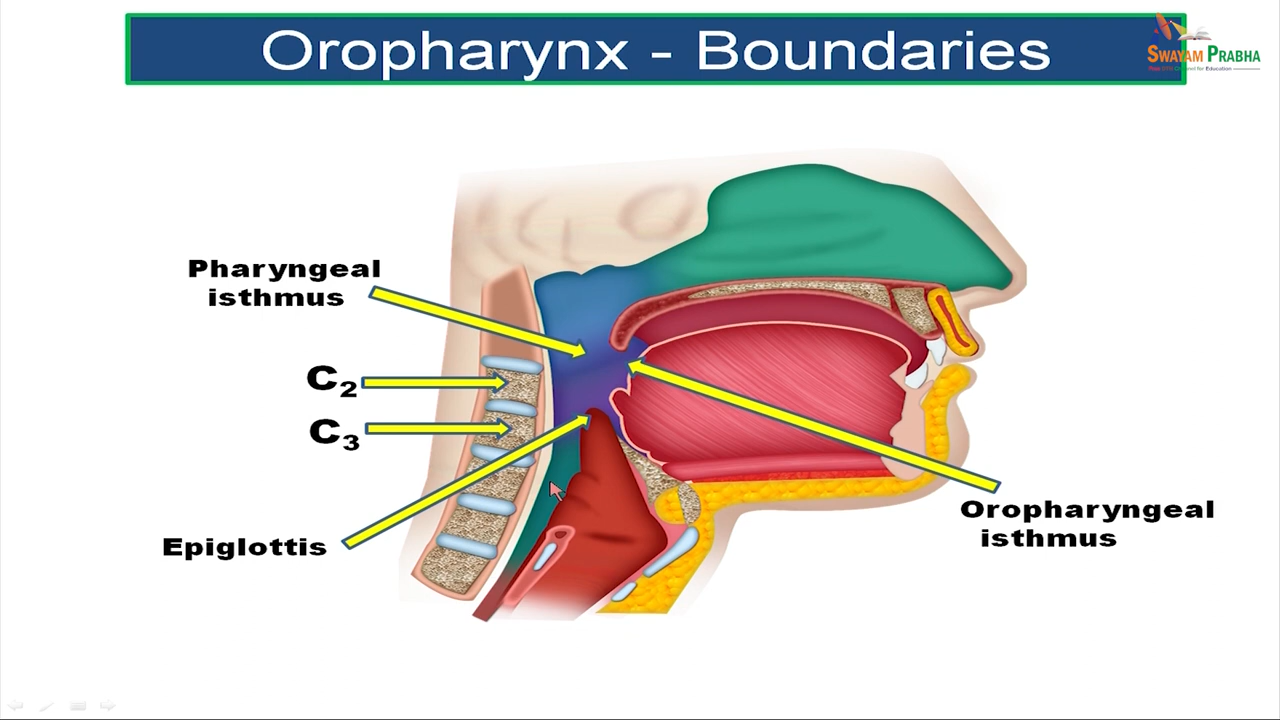 Oropharynx - Boundaries
SWAYAM PRABHA
Pharyngeal
isthmus
C₂
C₃
Epiglottis
Oropharyngeal
isthmus